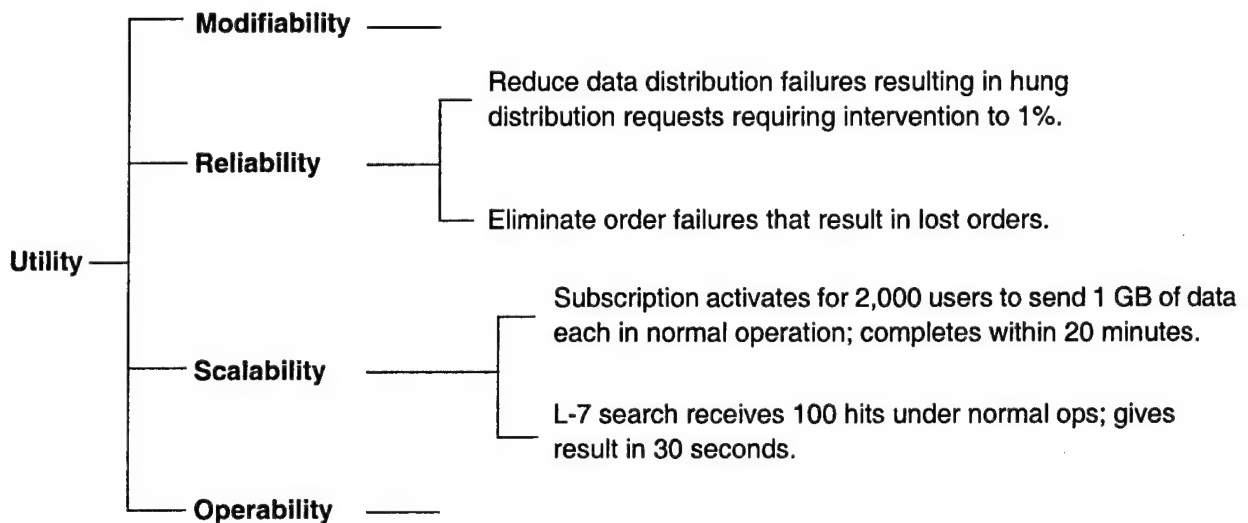 Modifiability
Reduce data distribution failures resulting in hung
distribution requests requiring intervention to 1%.
Reliability
Eliminate order failures that result in lost orders.
Utility
Subscription activates for 2,000 users to send 1 GB of data
each in normal operation; completes within 20 minutes.
Scalability
L-7 search receives 100 hits under normal ops; gives
result in 30 seconds.
Operability